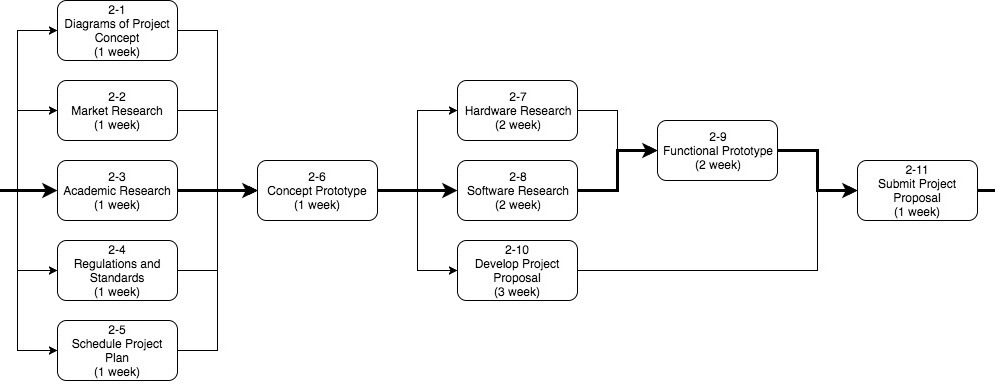 2-1
Diagrams of Project
Concept
(1 week)
2-2
Market Research
(1 week)
2-3
Academic Research
(1 week)
2-4
Regulations and
Standards
(1 week)
2-5
Schedule Project
Plan
(1 week)
2-6
Concept Prototype
(1 week)
2-7
Hardware Research
(2 week)
2-8
Software Research
(2 week)
2-10
Develop Project
Proposal
(3 week)
2-9
Functional Prototype
(2 week)
2-11
Submit Project
Proposal
(1 week)